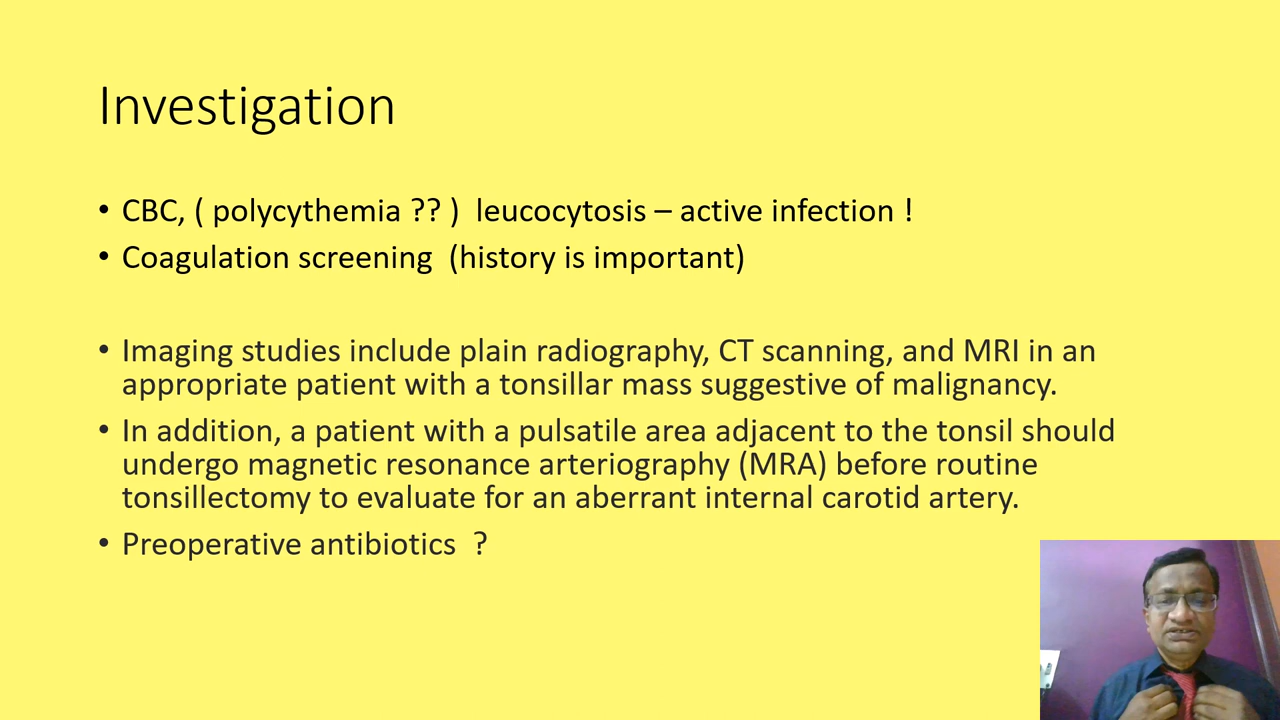 Investigation
• CBC, ( polycythemia ?? ) leucocytosis – active infection !
• Coagulation screening (history is important)
• Imaging studies include plain radiography, CT scanning, and MRI in an
appropriate patient with a tonsillar mass suggestive of malignancy.
• In addition, a patient with a pulsatile area adjacent to the tonsil should
undergo magnetic resonance arteriography (MRA) before routine
tonsillectomy to evaluate for an aberrant internal carotid artery.
• Preoperative antibiotics ?